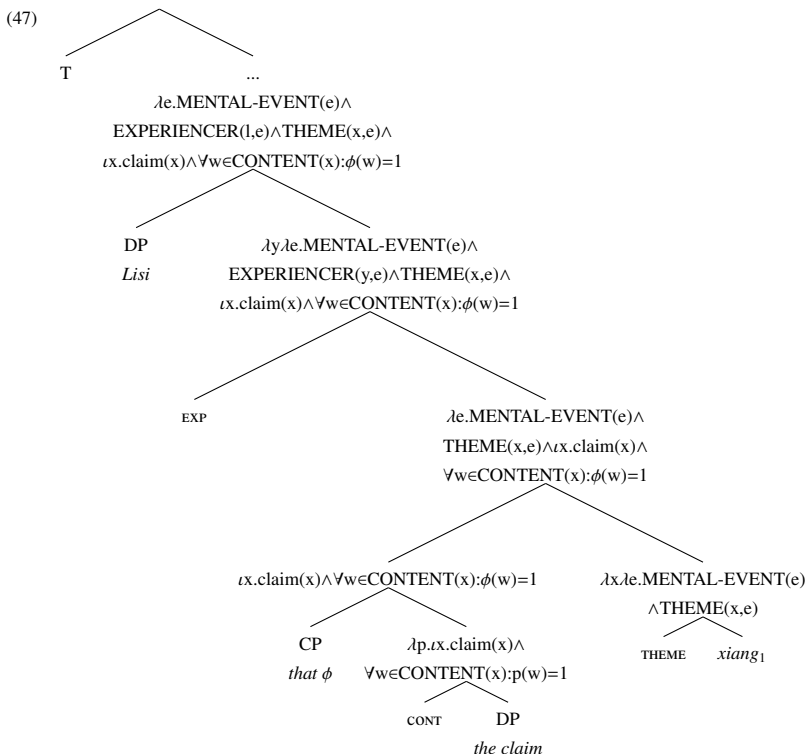 (47)
T
...
λe.MENTAL-EVENT(e)∧
EXPERIENCER(l,e)∧THEME(x,e)∧
ιx.claim(x)∧∀w∈CONTENT(x):ϕ(w)=1
DP
Lisi
λyλe.MENTAL-EVENT(e)∧
EXPERIENCER(y,e)∧THEME(x,e)∧
ιx.claim(x)∧∀w∈CONTENT(x):ϕ(w)=1
EXP
λe.MENTAL-EVENT(e)∧
THEME(x,e)∧ιx.claim(x)∧
∀w∈CONTENT(x):ϕ(w)=1
ιx.claim(x)∧∀w∈CONTENT(x):ϕ(w)=1
λxλe.MENTAL-EVENT(e)
∧THEME(x,e)
CP
that ϕ
λp.ιx.claim(x)∧
∀w∈CONTENT(x):p(w)=1
THEME
xiang₁
CONT
DP
the claim